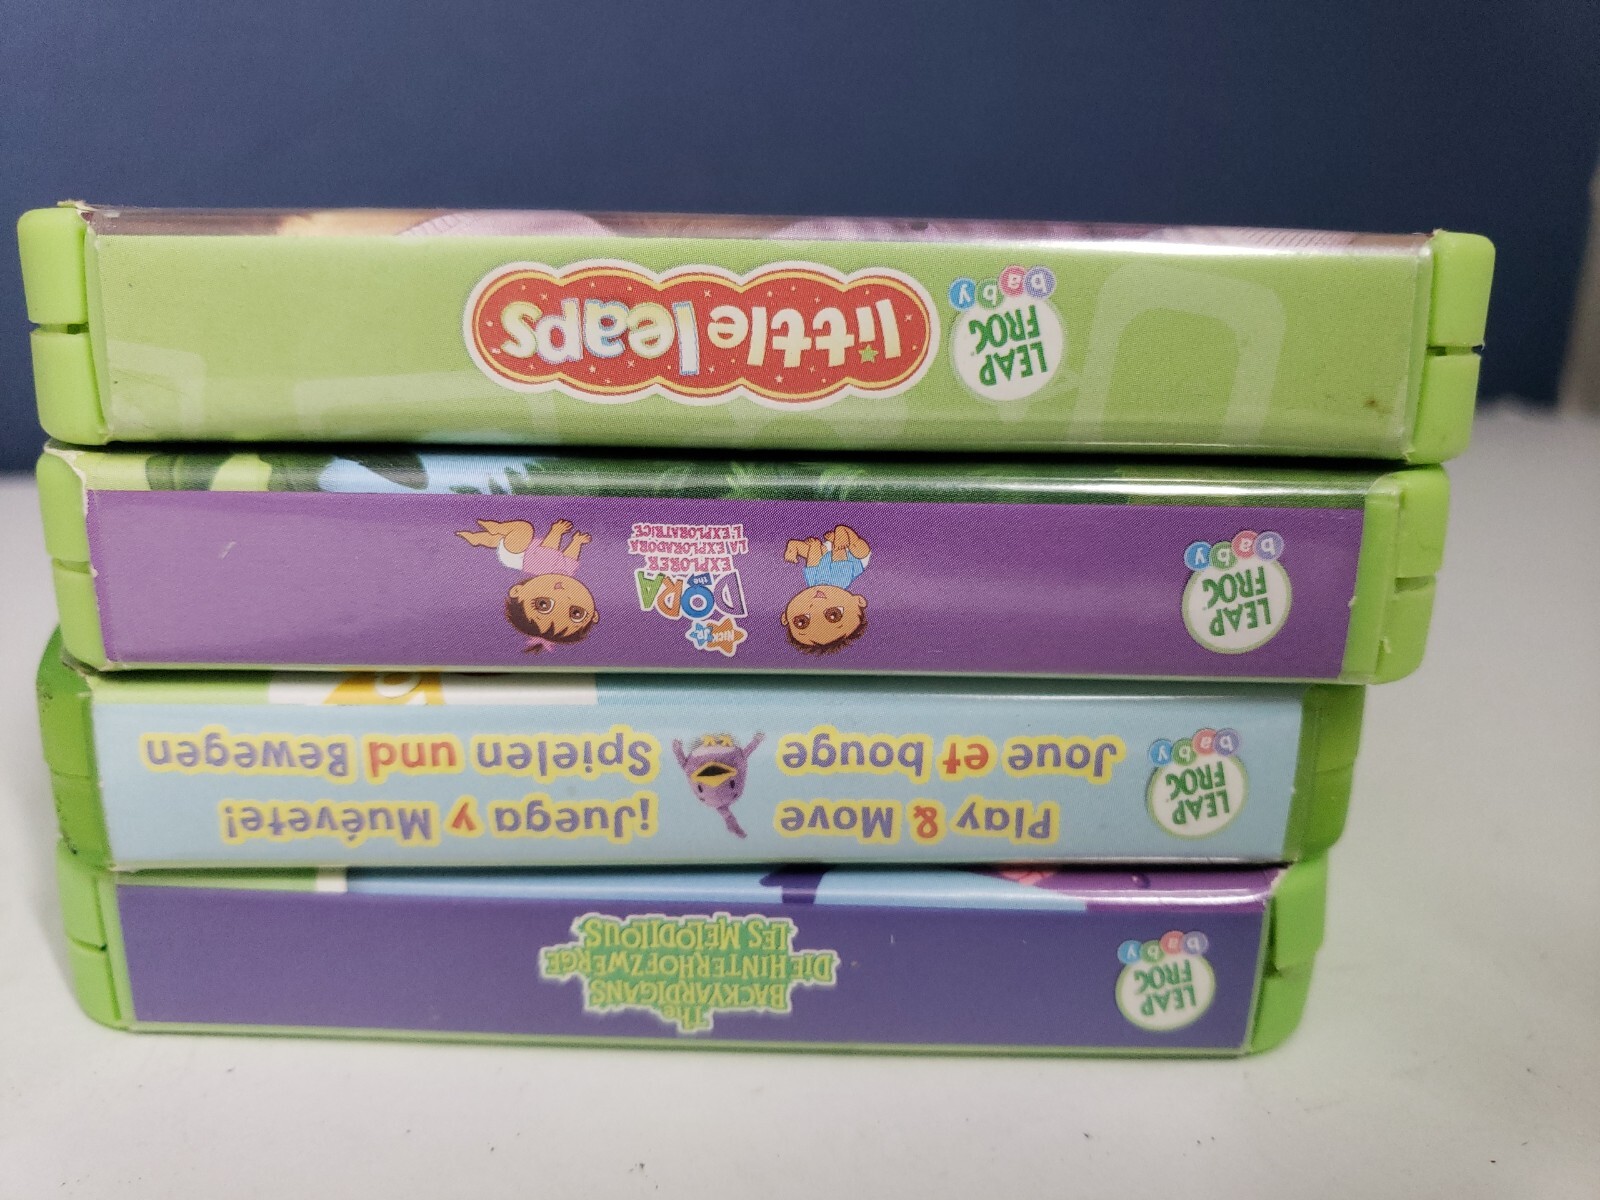 baby
LEAP
FROG
little leaps
baby
LEAP
FROG
NICK JR.
DORA
the
EXPLORER
LA EXPLORADORA
L'EXPLORATRICE
baby
LEAP
FROG
Play & Move
Joue et bouge
¡Juega y Muévete!
Spielen und Bewegen
baby
LEAP
FROG
The
BACKYARDIGANS
DIE HINTERHOFZWERGE
LES MÉLODILOUS